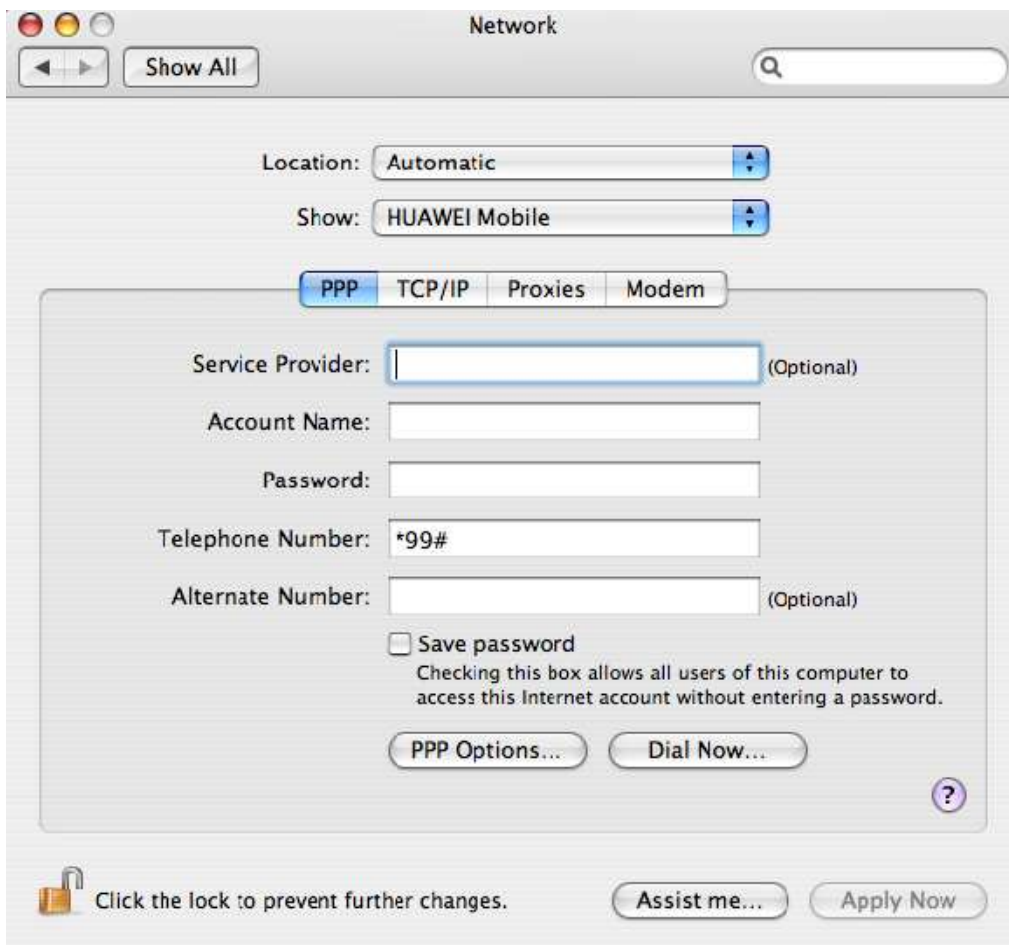 Network
Show All
Location: Automatic
Show: HUAWEI Mobile
PPP TCP/IP Proxies Modem
Service Provider: (Optional)
Account Name:
Password:
Telephone Number: *99#
Alternate Number: (Optional)
Save password
Checking this box allows all users of this computer to
access this Internet account without entering a password.
PPP Options... Dial Now...
?
Click the lock to prevent further changes. Assist me... Apply Now